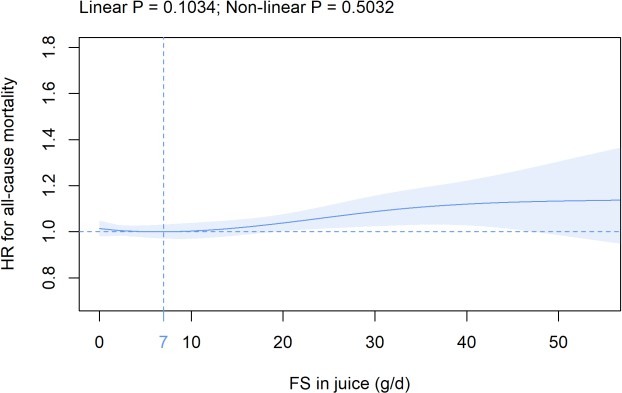 Linear P = 0.1034; Non-linear P = 0.5032
HR for all-cause mortality
1.8
1.6
1.4
1.2
1.0
0.8
0 7 10 20 30 40 50
FS in juice (g/d)